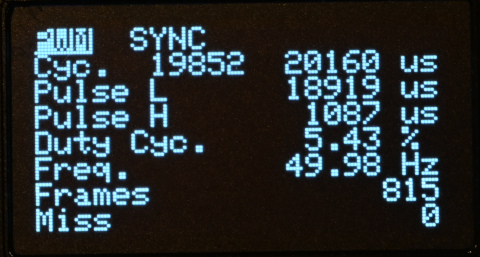 PWM SYNC
Cyc. 19852 20160 us
Pulse L 18919 us
Pulse H 1087 us
Duty Cyc. 5.43 %
Freq. 49.98 Hz
Frames 815
Miss 0